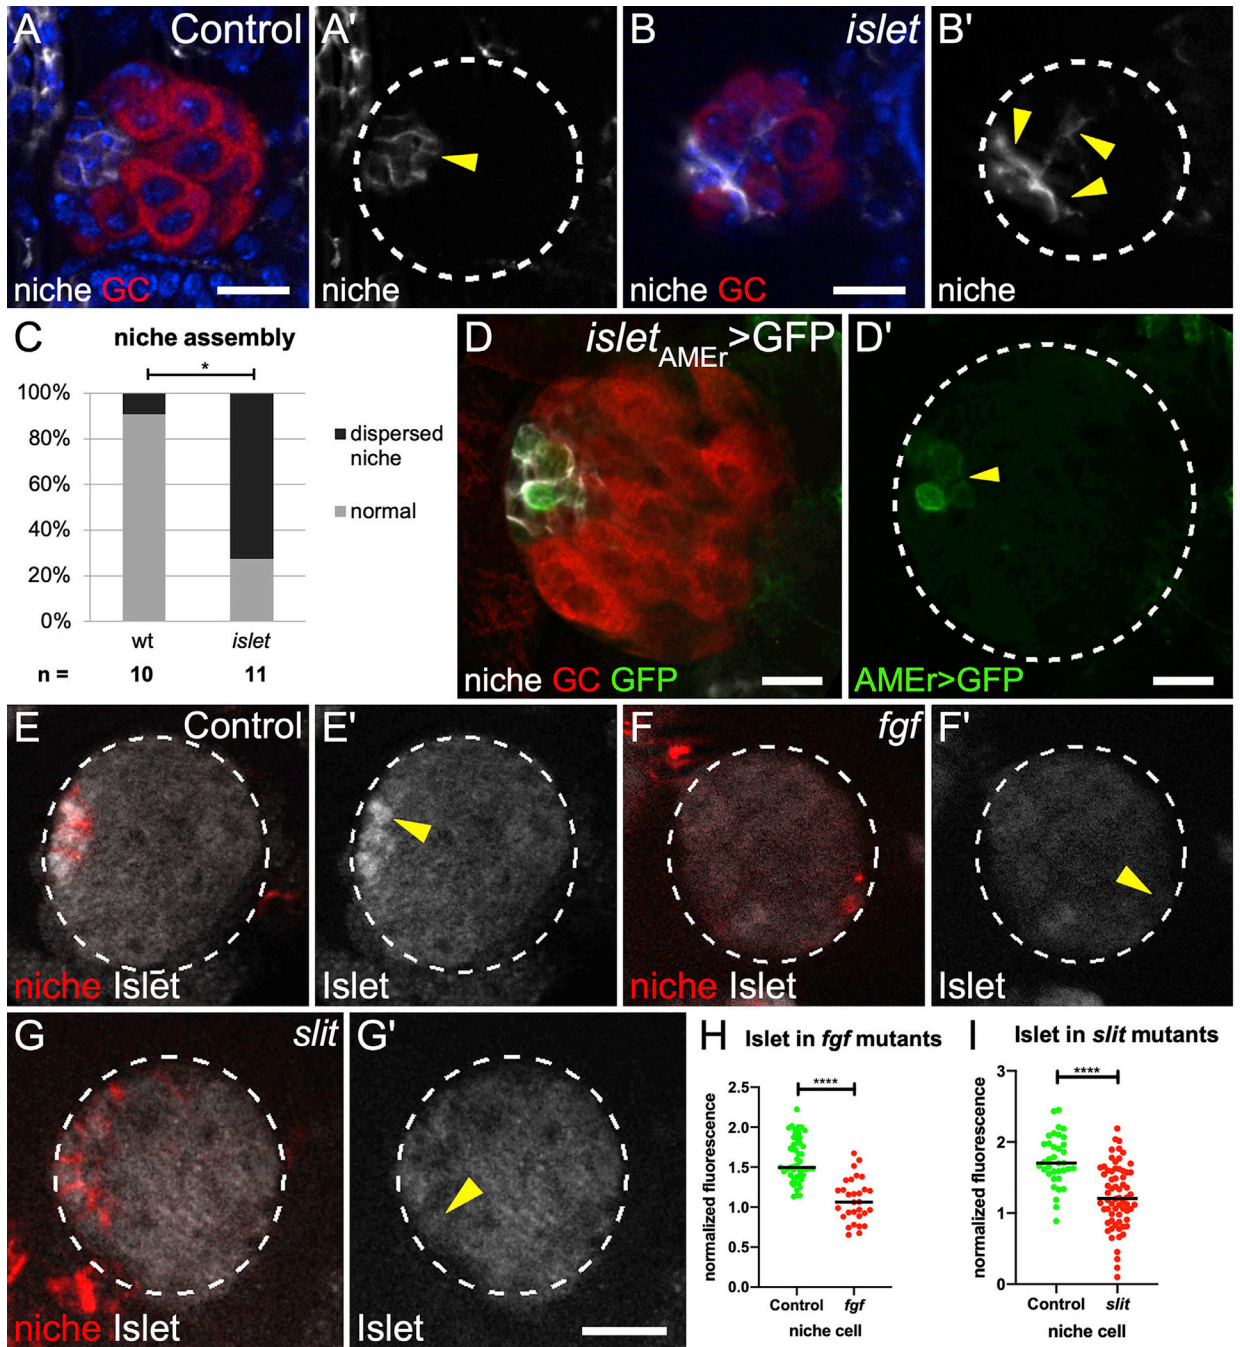 A Control
niche GC
A'
niche
B islet
niche GC
B'
niche
C niche assembly
*
100%
80%
60%
40%
20%
0%
wt islet
n = 10 11
dispersed
niche
normal
D islet AMEr >GFP
niche GC GFP
D'
AMEr>GFP
E Control
niche Islet
E'
Islet
F fgf
niche Islet
F'
Islet
G slit
niche Islet
G'
Islet
H Islet in fgf mutants
****
normalized fluorescence
2.5
2.0
1.5
1.0
0.5
0.0
Control fgf
niche cell
I Islet in slit mutants
****
normalized fluorescence
3
2
1
0
Control slit
niche cell